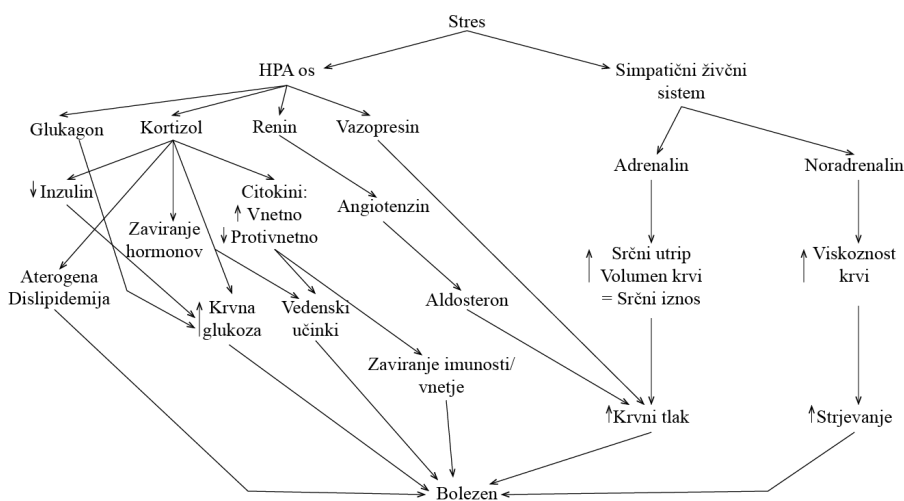 Stres
HPA os
Simpatični živčni
sistem
Glukagon
Kortizol
Renin
Vazopresin
Adrenalin
Noradrenalin
↓ Inzulin
Citokini:
↑ Vnetno
↓ Protivnetno
Zaviranje
hormonov
Angiotenzin
↑ Srčni utrip
Volumen krvi
= Srčni iznos
↑ Viskoznost
krvi
Aterogena
Dislipidemija
↑ Krvna
glukoza
Vedenski
učinki
Aldosteron
Zaviranje imunosti/
vnetje
↑Krvni tlak
↑Strjevanje
Bolezen